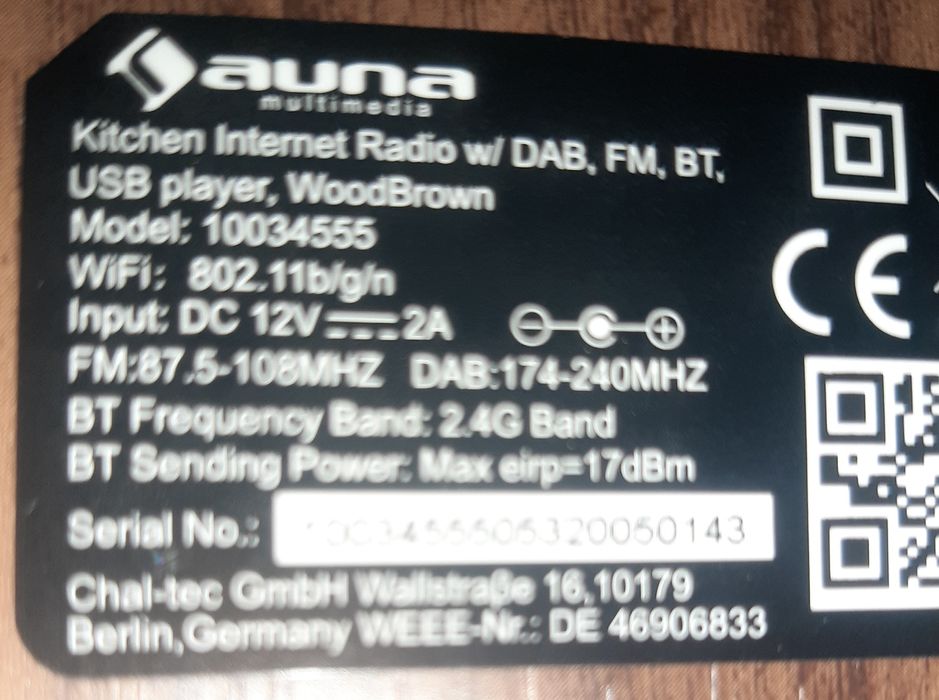 auna
multimedia
Kitchen Internet Radio w/ DAB, FM, BT,
USB player, WoodBrown
Model: 10034555
WiFi: 802.11b/g/n
Input: DC 12V⎓2A
FM:87.5-108MHZ DAB:174-240MHZ
BT Frequency Band: 2.4G Band
BT Sending Power: Max eirp=17dBm
Serial No.:
Chal-tec GmbH Wallstraße 16,10179
Berlin,Germany WEEE-Nr.: DE 46906833
CE